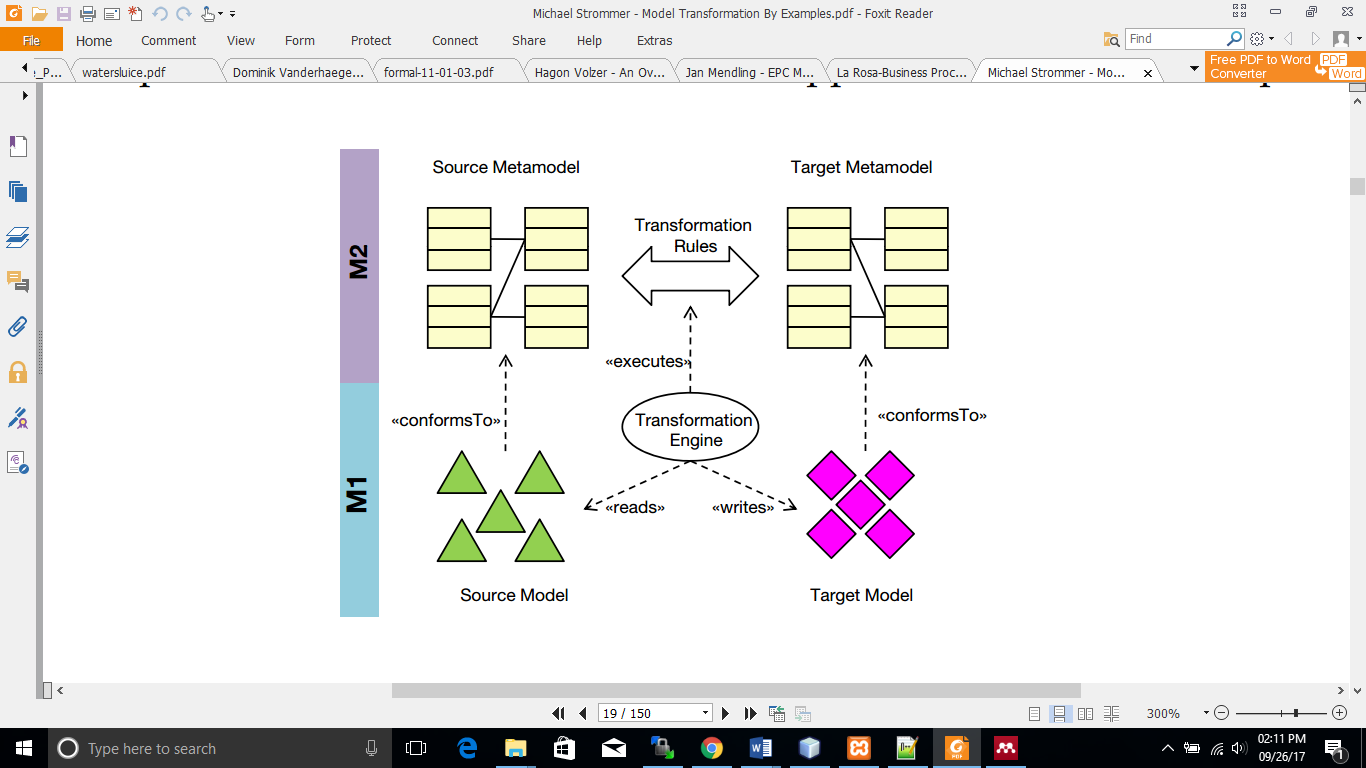 Michael Strommer - Model Transformation By Examples.pdf - Foxit Reader
File Home Comment View Form Protect Connect Share Help Extras
Find
e_P... watersluice.pdf Dominik Vanderhaege... formal-11-01-03.pdf Hagon Volzer - An Ov... Jan Mendling - EPC M... La Rosa-Business Proc... Michael Strommer - Mo...
Free PDF to Word
Converter
PDF
Word
Source Metamodel
Target Metamodel
Transformation
Rules
M2
«executes»
«conformsTo»
«conformsTo»
Transformation
Engine
M1
«reads»
«writes»
Source Model
Target Model
19 / 150
300%
Type here to search
02:11 PM
09/26/17
1